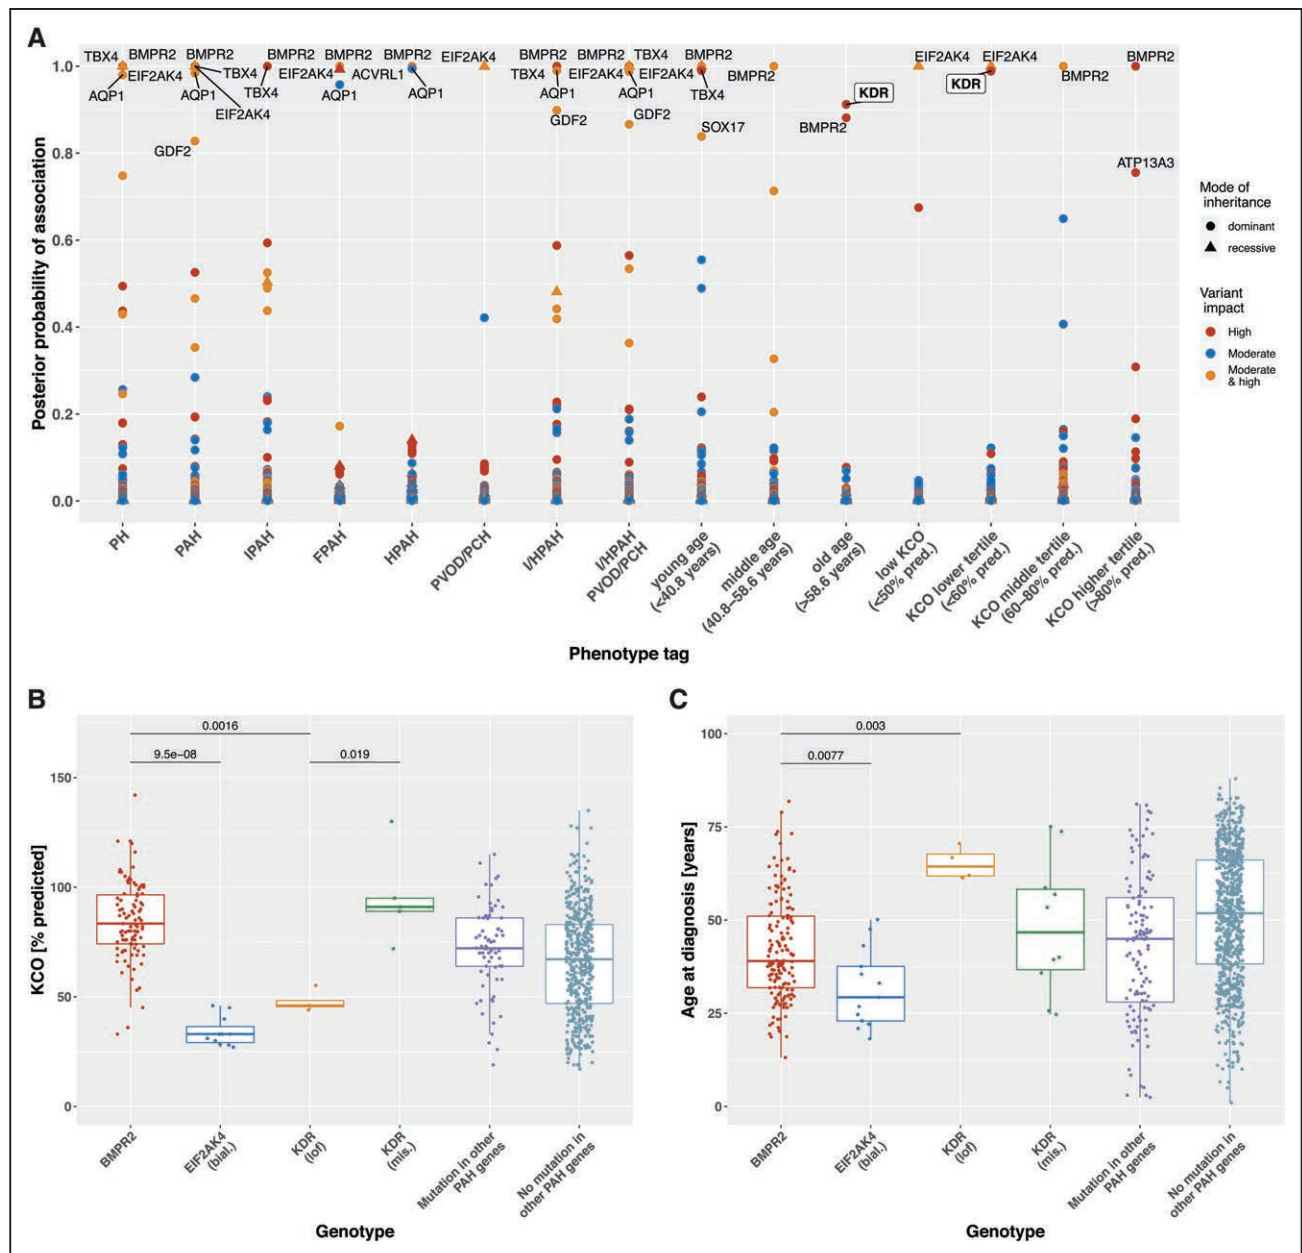 A
TBX4 BMPR2 BMPR2 BMPR2 BMPR2 BMPR2 EIF2AK4 BMPR2 BMPR2 TBX4 BMPR2 EIF2AK4 EIF2AK4 BMPR2
1.0 EIF2AK4 TBX4 EIF2AK4 ACVRL1 TBX4 EIF2AK4 EIF2AK4 BMPR2 BMPR2
AQP1 AQP1 TBX4 AQP1 AQP1 AQP1 AQP1 TBX4 KDR KDR
EIF2AK4 GDF2 GDF2 SOX17 BMPR2
GDF2
ATP13A3
0.8
0.6
0.4
0.2
0.0
Posterior probability of association
PH
PAH
IPAH
FPAH
HPAH
PVOD/PCH
I/HPAH
I/HPAH
PVOD/PCH
young age
(<40.8 years)
middle age
(40.8–58.6 years)
old age
(>58.6 years)
low KCO
(<50% pred.)
KCO lower tertile
(<60% pred.)
KCO middle tertile
(60–80% pred.)
KCO higher tertile
(>80% pred.)
Phenotype tag
Mode of
inheritance
dominant
recessive
Variant
impact
High
Moderate
Moderate
& high
B
0.0016
9.5e−08
0.019
150
100
50
0
KCO [% predicted]
BMPR2
EIF2AK4
(bial.)
KDR
(lof)
KDR
(mis.)
Mutation in other
PAH genes
No mutation in
other PAH genes
Genotype
C
0.003
0.0077
100
75
50
25
0
Age at diagnosis [years]
BMPR2
EIF2AK4
(bial.)
KDR
(lof)
KDR
(mis.)
Mutation in other
PAH genes
No mutation in
other PAH genes
Genotype